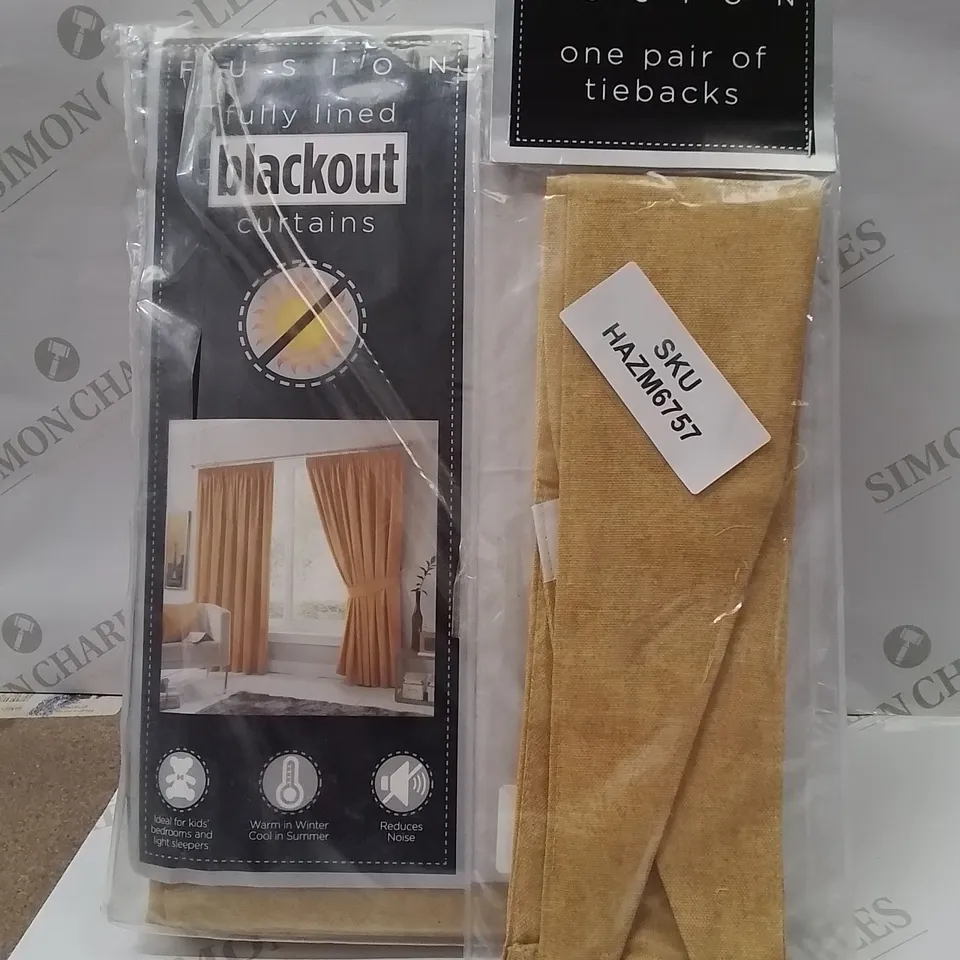 FUSION
fully lined
blackout
curtains
Ideal for kids'
bedrooms and
light sleepers
Warm in Winter
Cool in Summer
Reduces
Noise
one pair of
tiebacks
SKU
HAZM6757
SIMON CHARLES